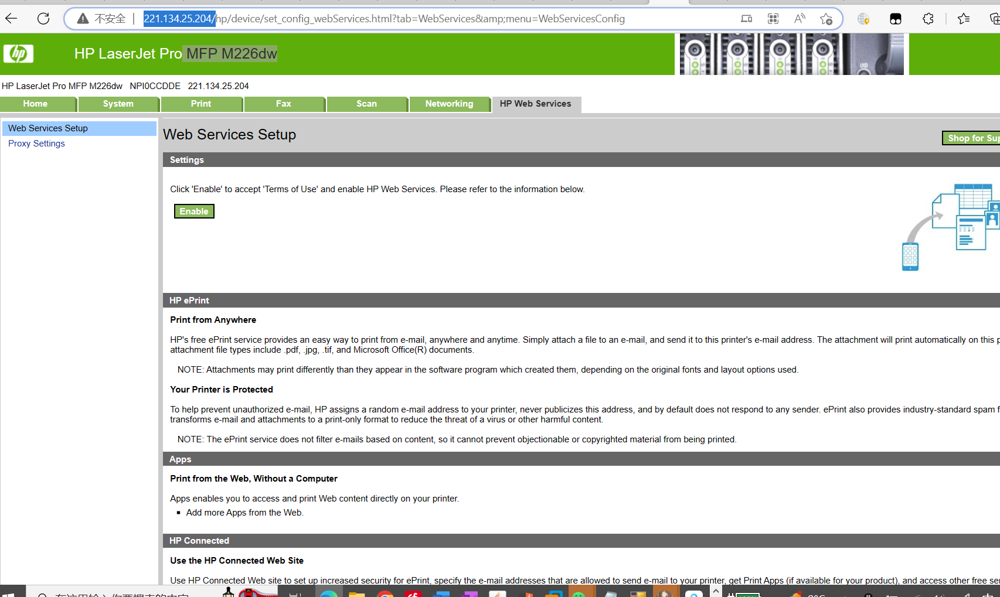 不安全 | 221.134.25.204/hp/device/set_config_webServices.html?tab=WebServices&amp;menu=WebServicesConfig
hp HP LaserJet Pro MFP M226dw
UID
HP LaserJet Pro MFP M226dw NPI0CCDDE 221.134.25.204
Home System Print Fax Scan Networking HP Web Services
Web Services Setup
Proxy Settings
Web Services Setup
Shop for Sup
Settings
Click 'Enable' to accept 'Terms of Use' and enable HP Web Services. Please refer to the information below.
Enable
HP ePrint
Print from Anywhere
HP's free ePrint service provides an easy way to print from e-mail, anywhere and anytime. Simply attach a file to an e-mail, and send it to this printer's e-mail address. The attachment will print automatically on this p
attachment file types include .pdf, .jpg, .tif, and Microsoft Office(R) documents.
NOTE: Attachments may print differently than they appear in the software program which created them, depending on the original fonts and layout options used.
Your Printer is Protected
To help prevent unauthorized e-mail, HP assigns a random e-mail address to your printer, never publicizes this address, and by default does not respond to any sender. ePrint also provides industry-standard spam f
transforms e-mail and attachments to a print-only format to reduce the threat of a virus or other harmful content.
NOTE: The ePrint service does not filter e-mails based on content, so it cannot prevent objectionable or copyrighted material from being printed.
Apps
Print from the Web, Without a Computer
Apps enables you to access and print Web content directly on your printer.
▪ Add more Apps from the Web.
HP Connected
Use the HP Connected Web Site
Use HP Connected Web site to set up increased security for ePrint, specify the e-mail addresses that are allowed to send e-mail to your printer, get Print Apps (if available for your product), and access other free se